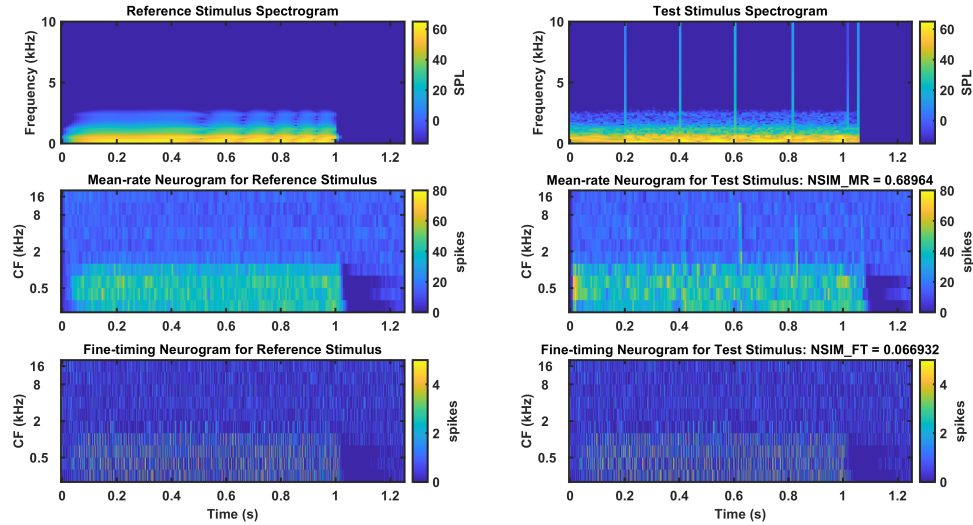 Reference Stimulus Spectrogram
Frequency (kHz)
10
5
0
0 0.2 0.4 0.6 0.8 1 1.2
60
40
20
0
SPL
Test Stimulus Spectrogram
Frequency (kHz)
10
5
0
0 0.2 0.4 0.6 0.8 1 1.2
60
40
20
0
SPL
Mean-rate Neurogram for Reference Stimulus
CF (kHz)
16
8
2
0.5
0 0.2 0.4 0.6 0.8 1 1.2
80
60
40
20
0
spikes
Mean-rate Neurogram for Test Stimulus: NSIM_MR = 0.68964
CF (kHz)
16
8
2
0.5
0 0.2 0.4 0.6 0.8 1 1.2
80
60
40
20
0
spikes
Fine-timing Neurogram for Reference Stimulus
CF (kHz)
16
8
2
0.5
0 0.2 0.4 0.6 0.8 1 1.2
Time (s)
4
2
0
spikes
Fine-timing Neurogram for Test Stimulus: NSIM_FT = 0.066932
CF (kHz)
16
8
2
0.5
0 0.2 0.4 0.6 0.8 1 1.2
Time (s)
4
2
0
spikes